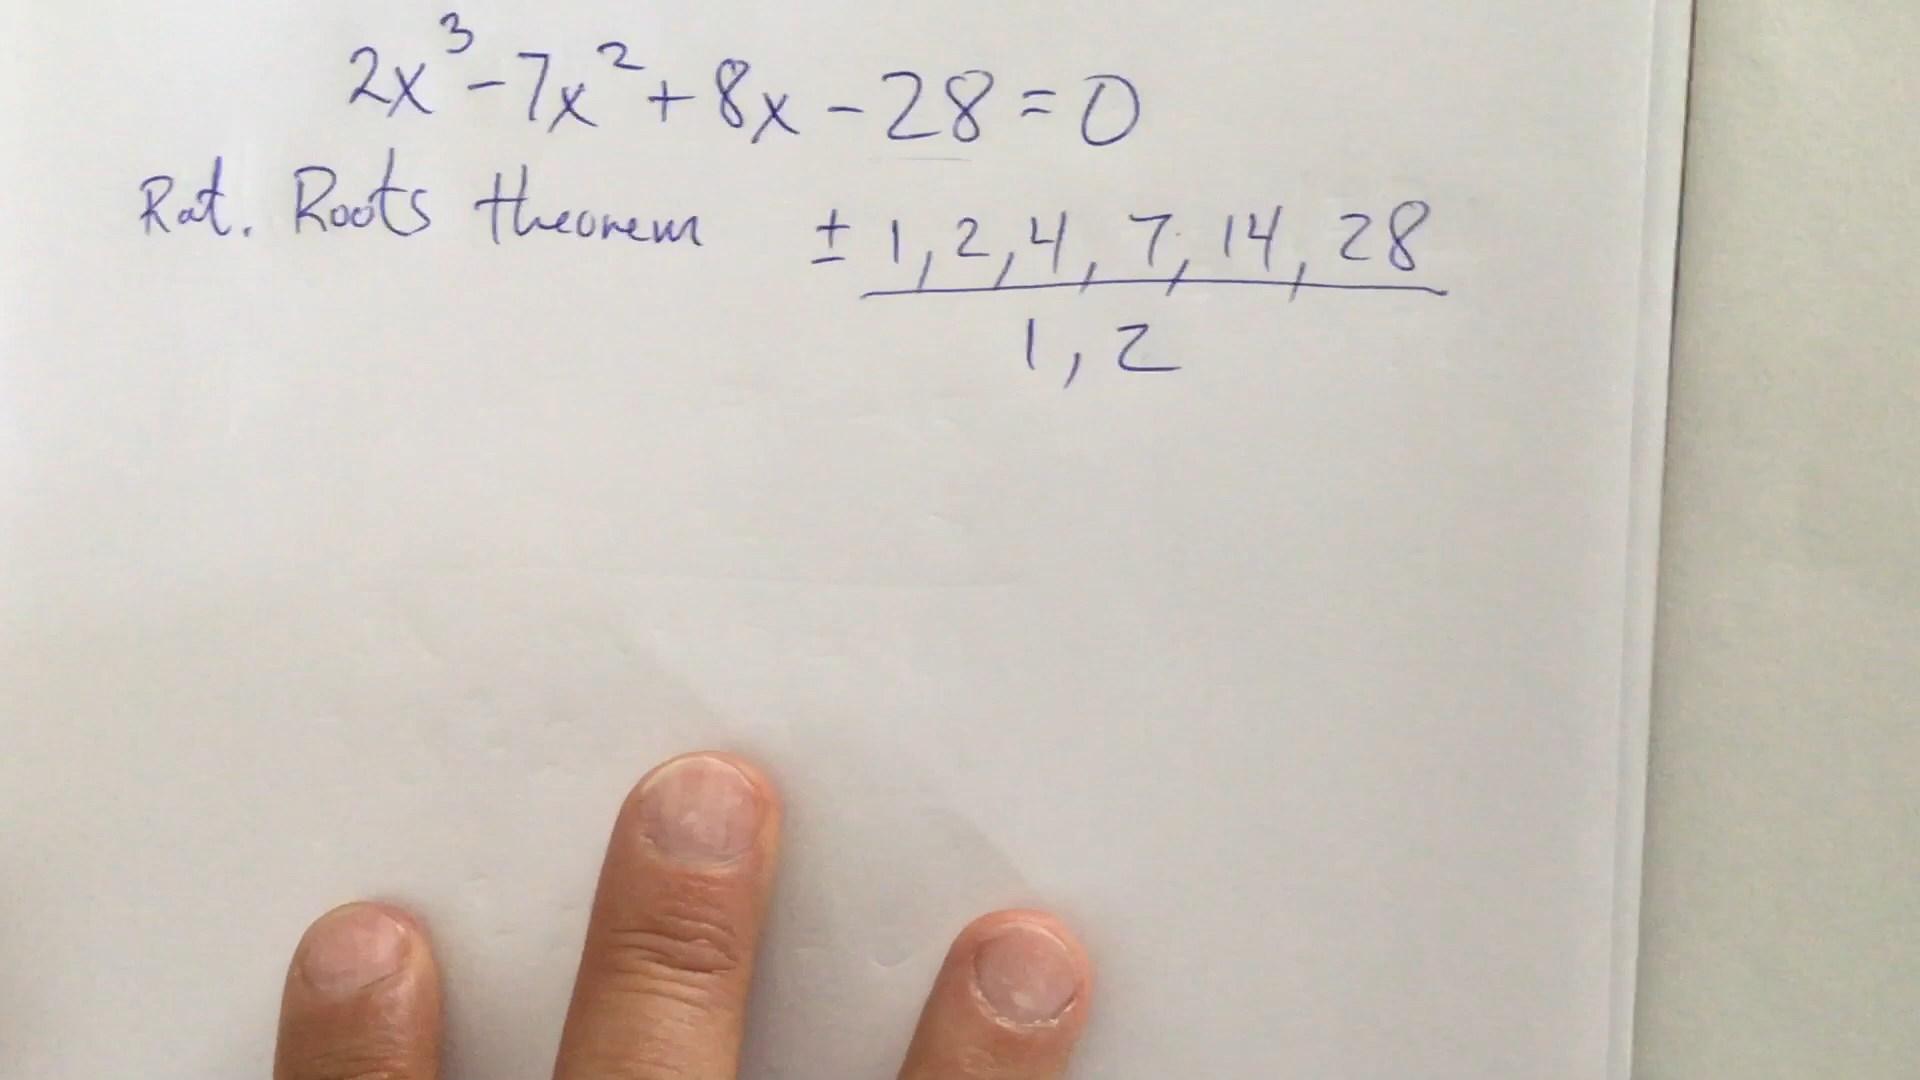 2x³-7x²+8x-28=0
Rat. Roots theorem ± 1,2,4,7,14,28
1,2